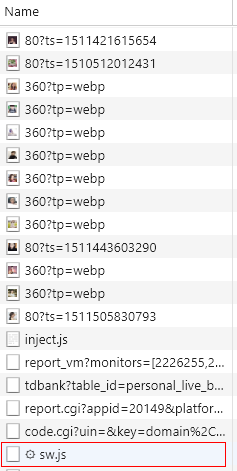 Name
80?ts=1511421615654
80?ts=1510512012431
360?tp=webp
360?tp=webp
360?tp=webp
360?tp=webp
360?tp=webp
360?tp=webp
360?tp=webp
80?ts=1511443603290
360?tp=webp
360?tp=webp
80?ts=1511505830793
inject.js
report_vm?monitors=[2226255,2...
tdbank?table_id=personal_live_b...
report.cgi?appid=20149&platfor...
code.cgi?uin=&key=domain%2C...
sw.js